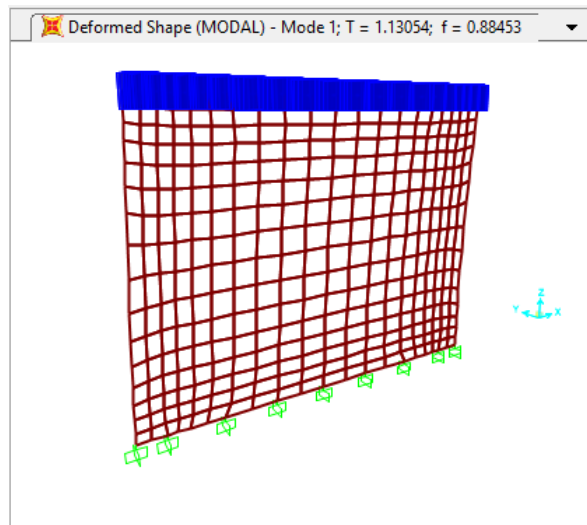 Deformed Shape (MODAL) - Mode 1; T = 1.13054; f = 0.88453
Z
Y
X